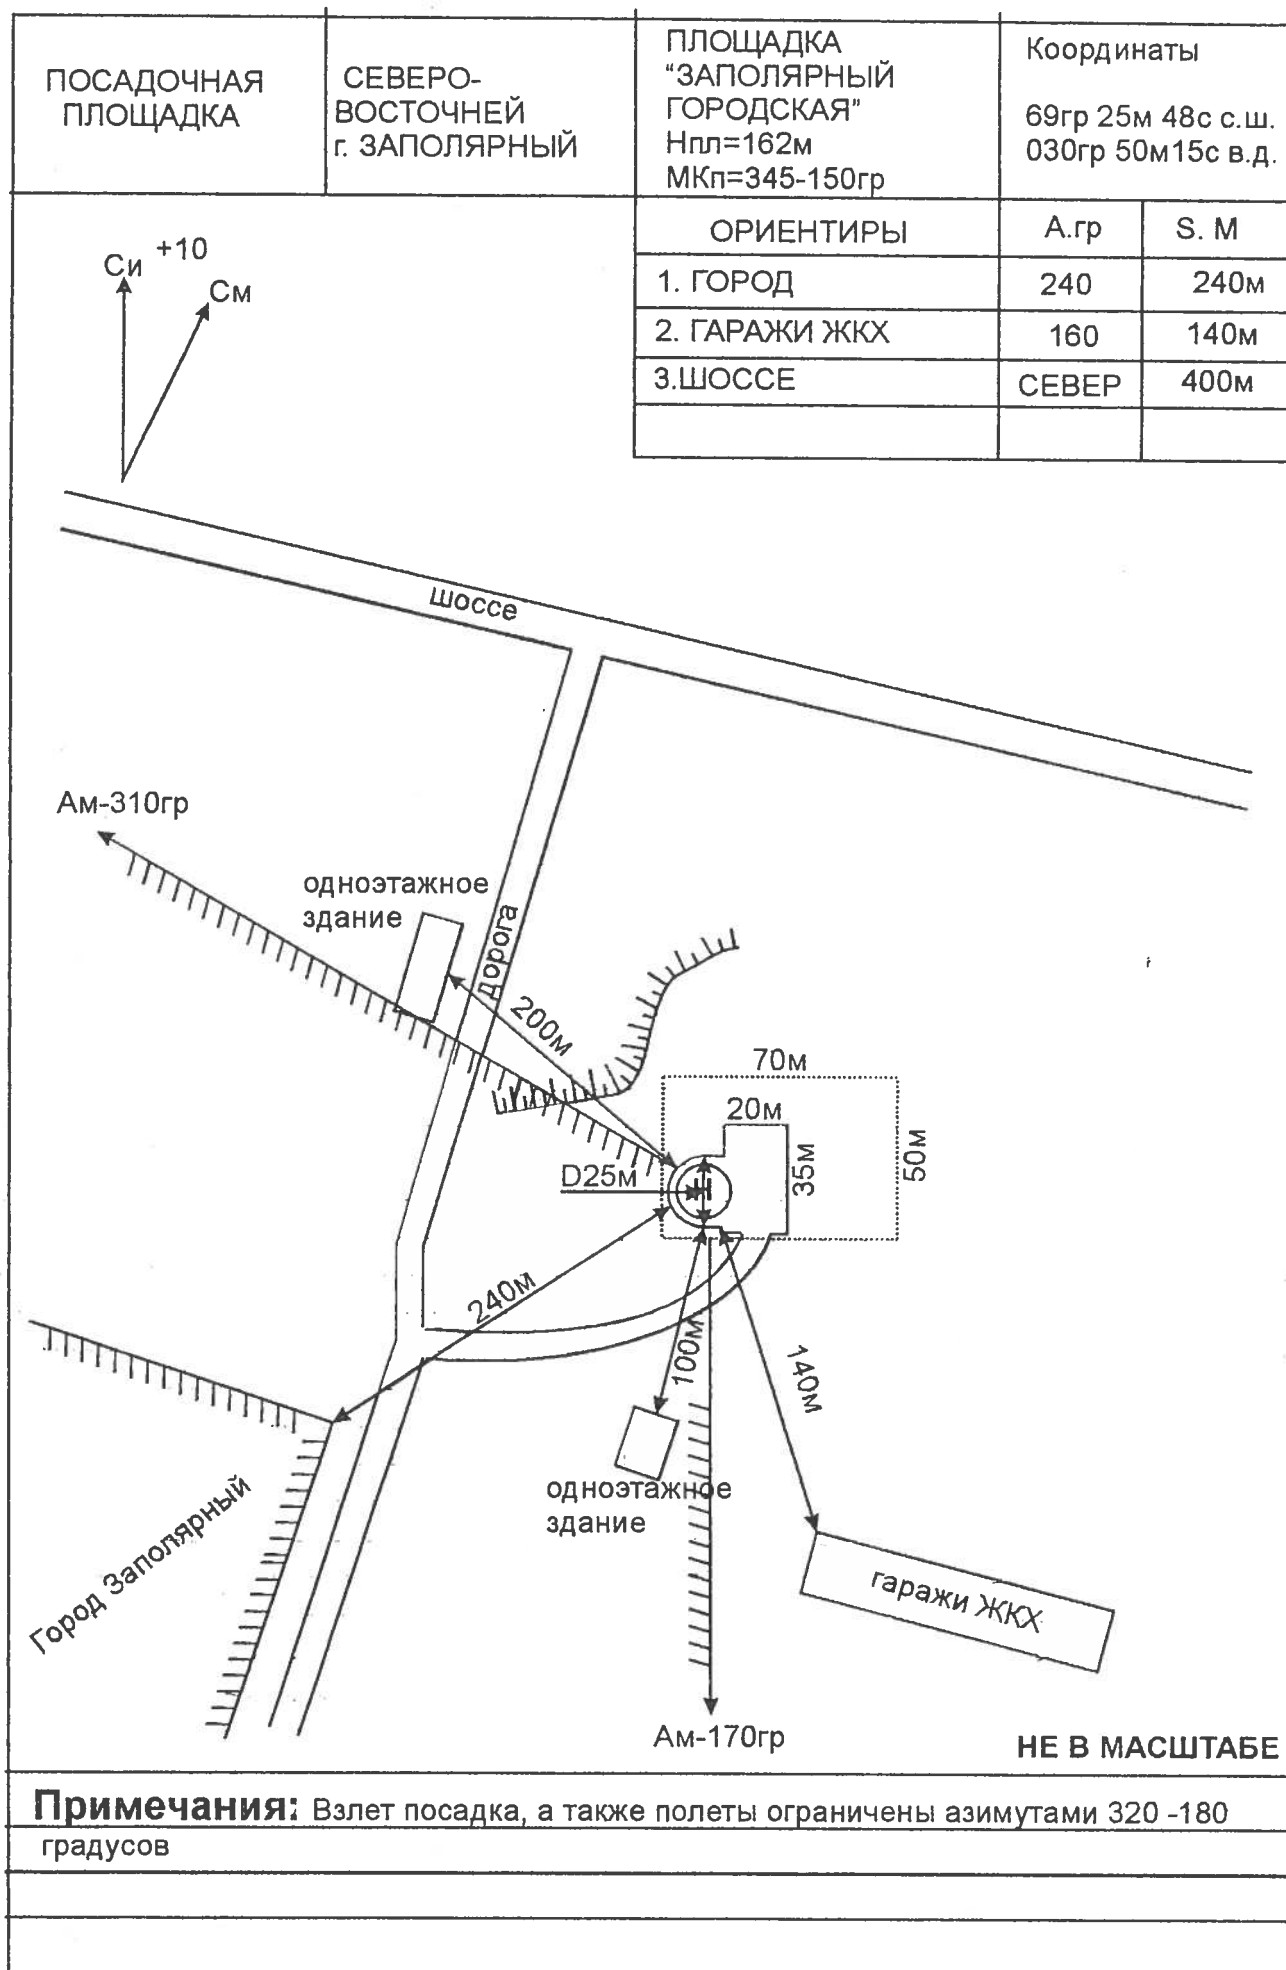 ПОСАДОЧНАЯ
ПЛОЩАДКА
СЕВЕРО-
ВОСТОЧНЕЙ
г. ЗАПОЛЯРНЫЙ
ПЛОЩАДКА
"ЗАПОЛЯРНЫЙ
ГОРОДСКАЯ"
Нпл=162м
МКп=345-150гр
Координаты
69гр 25м 48с с.ш.
030гр 50м15с в.д.
ОРИЕНТИРЫ А.гр S. М
1. ГОРОД 240 240м
2. ГАРАЖИ ЖКХ 160 140м
3.ШОССЕ СЕВЕР 400м
Си +10
См
шоссе
Ам-310гр
одноэтажное
здание
дорога
200м
70м
20м
35м
50м
D25м
Н
240м
100м
140м
одноэтажное
здание
Город Заполярный
гаражи ЖКХ
Ам-170гр
НЕ В МАСШТАБЕ
Примечания: Взлет посадка, а также полеты ограничены азимутами 320 -180
градусов